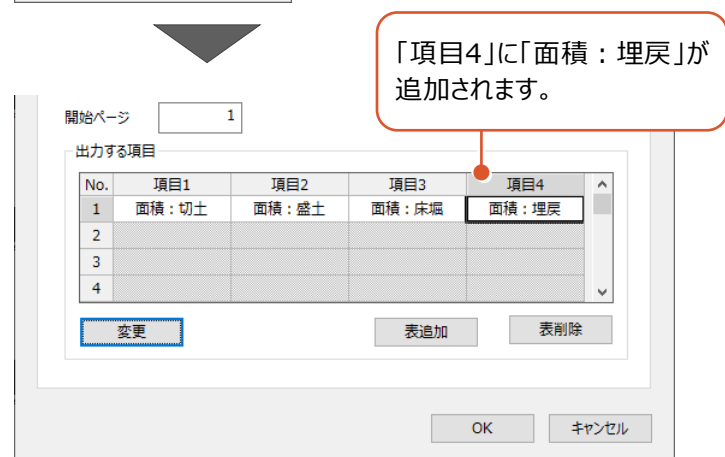 「項目4」に「面積：埋戻」が
追加されます。
開始ページ 1
出力する項目
No. 項目1 項目2 項目3 項目4
1 面積：切土 面積：盛土 面積：床堀 面積：埋戻
2
3
4
変更 表追加 表削除
OK キャンセル